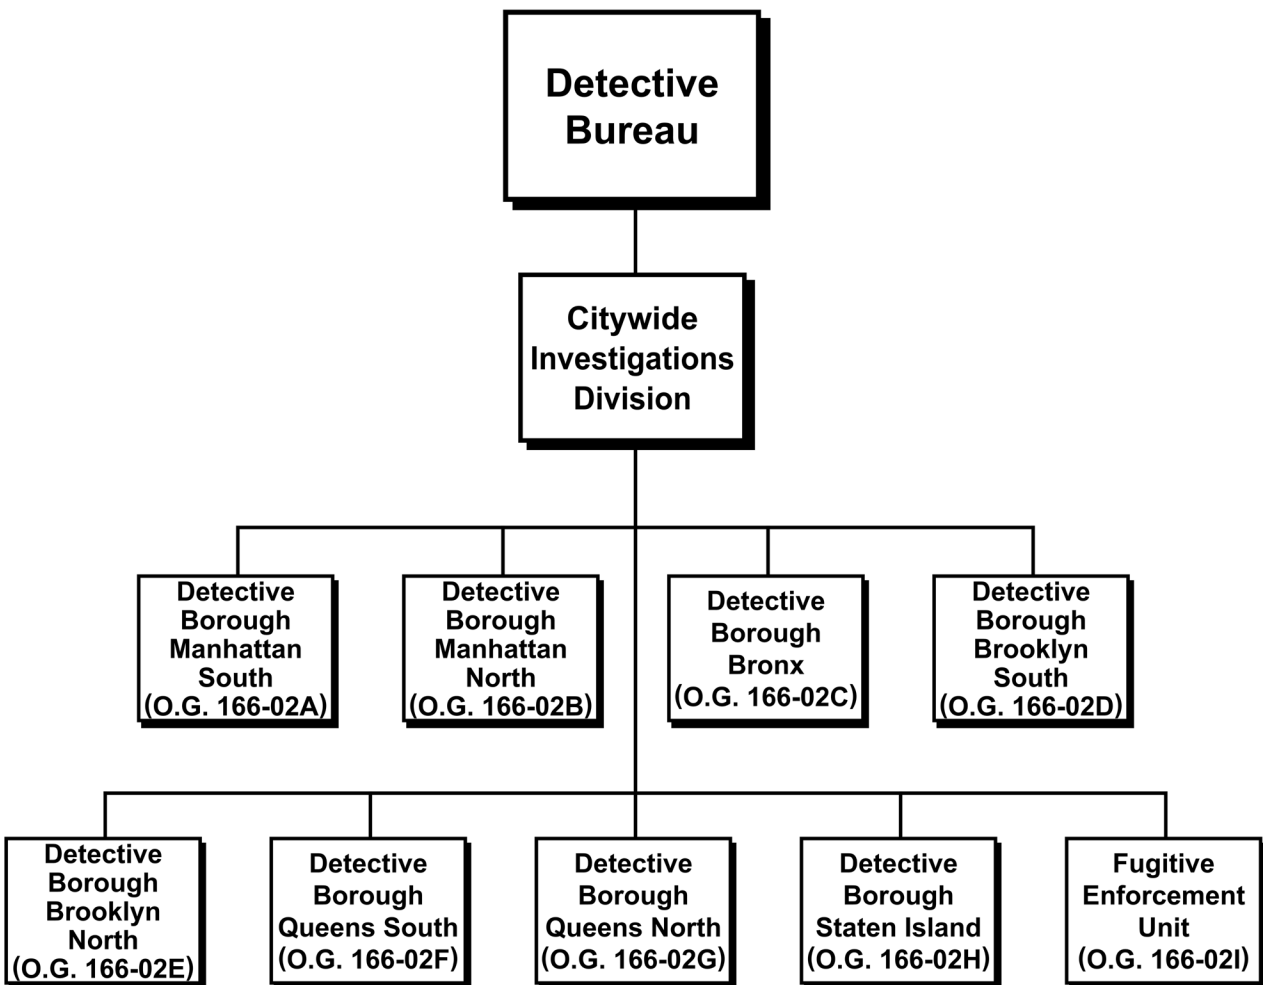 Detective
Bureau
Citywide
Investigations
Division
Detective
Borough
Manhattan
South
(O.G. 166-02A)
Detective
Borough
Manhattan
North
(O.G. 166-02B)
Detective
Borough
Bronx
(O.G. 166-02C)
Detective
Borough
Brooklyn
South
(O.G. 166-02D)
Detective
Borough
Brooklyn
North
(O.G. 166-02E)
Detective
Borough
Queens South
(O.G. 166-02F)
Detective
Borough
Queens North
(O.G. 166-02G)
Detective
Borough
Staten Island
(O.G. 166-02H)
Fugitive
Enforcement
Unit
(O.G. 166-02I)